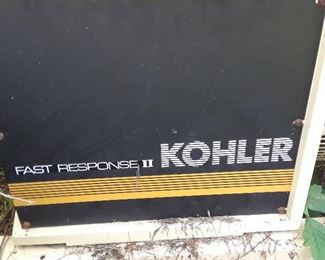 FAST RESPONSE II KOHLER